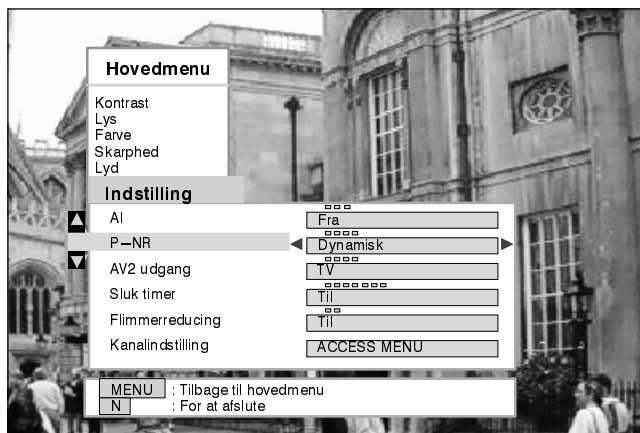 Hovedmenu
Kontrast
Lys
Farve
Skarphed
Lyd
Indstilling
AI Fra
P–NR Dynamisk
AV2 udgang TV
Sluk timer Til
Flimmerreducing Til
Kanalindstilling ACCESS MENU
MENU : Tilbage til hovedmenu
N : For at afslute